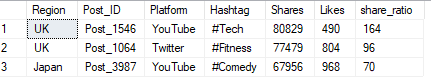 Region Post_ID Platform Hashtag Shares Likes share_ratio
1 UK Post_1546 YouTube #Tech 80829 490 164
2 UK Post_1064 Twitter #Fitness 77479 804 96
3 Japan Post_3987 YouTube #Comedy 67956 968 70